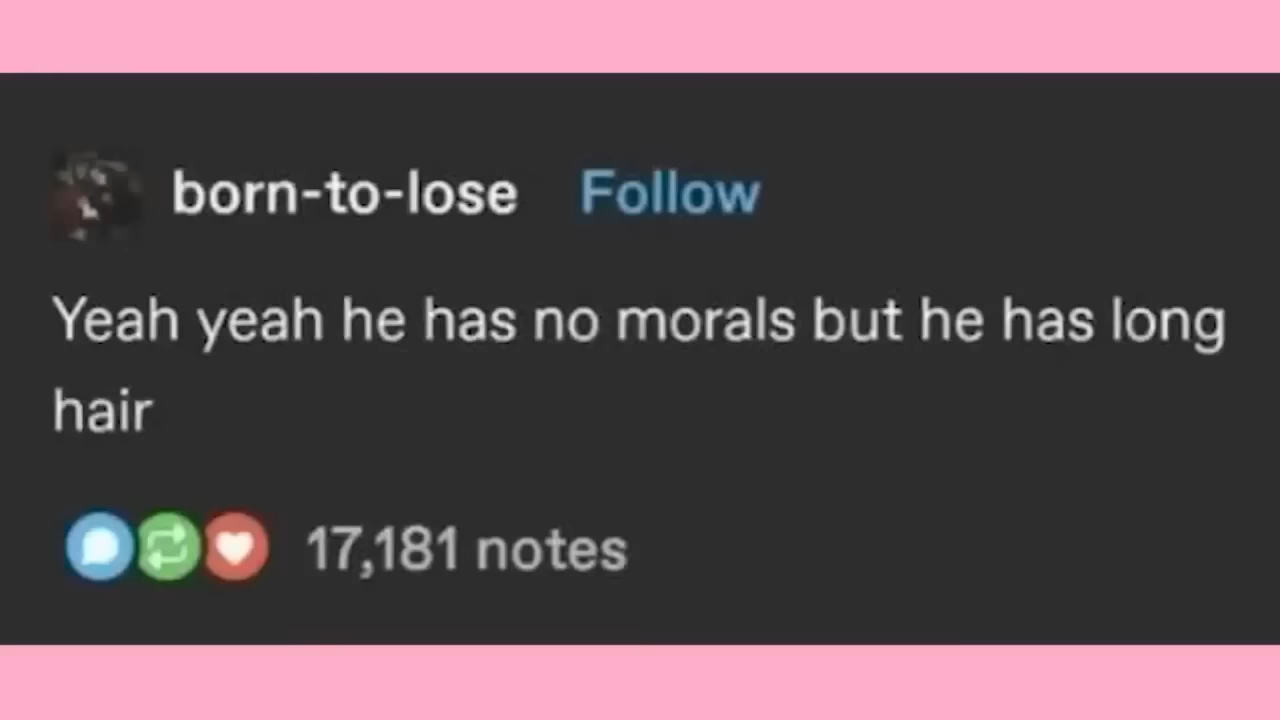 born-to-lose Follow
Yeah yeah he has no morals but he has long
hair
17,181 notes